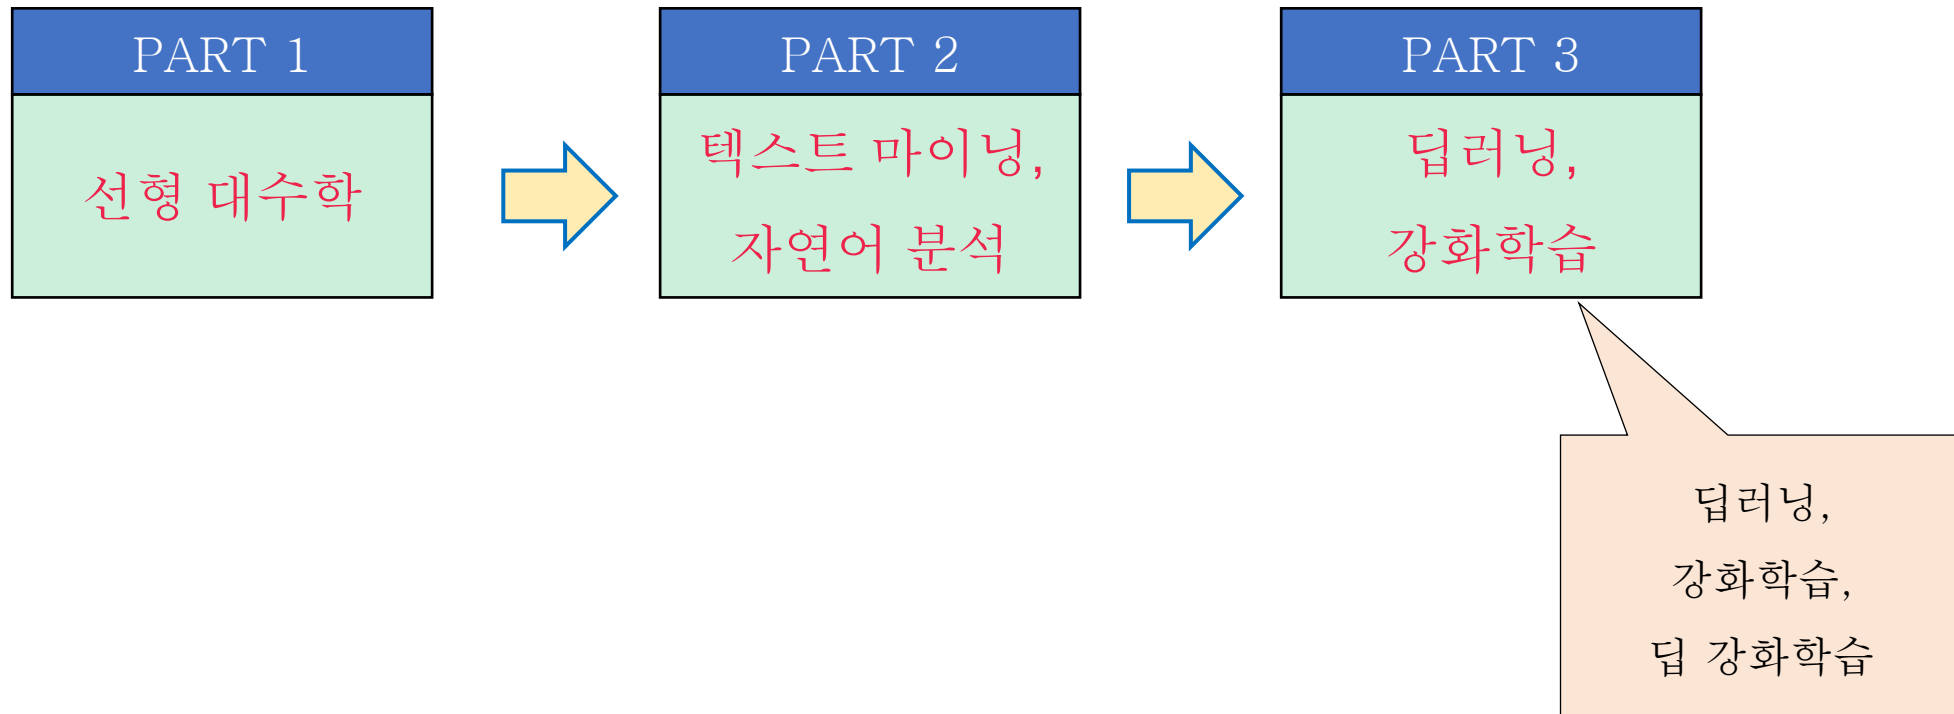 PART 1
선형 대수학
PART 2
텍스트 마이닝,
자연어 분석
PART 3
딥러닝,
강화학습
딥러닝,
강화학습,
딥 강화학습